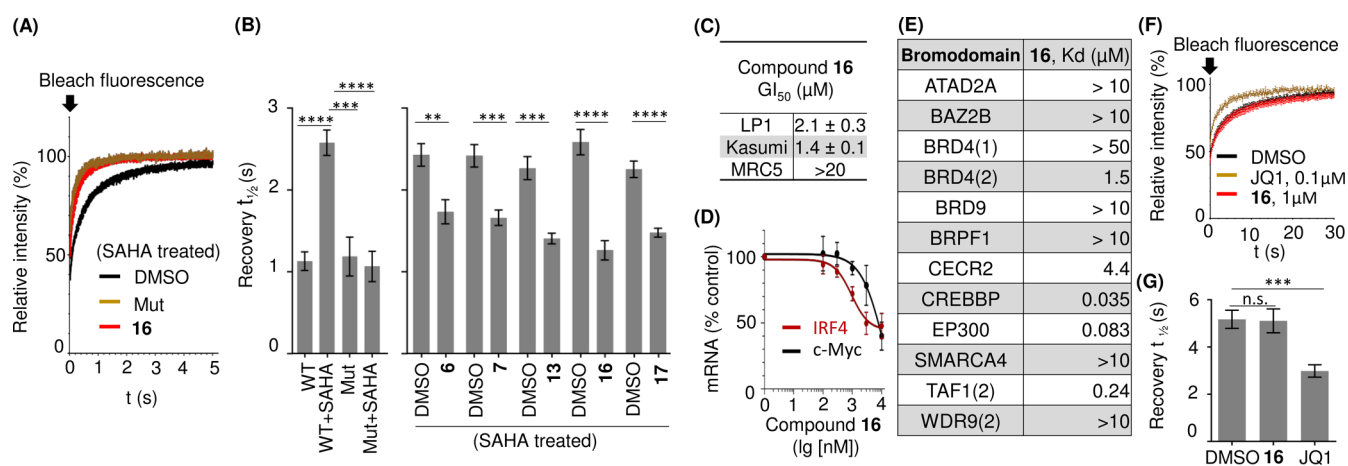 (A)
Bleach fluorescence
Relative intensity (%)
100
50
0
(SAHA treated)
DMSO
Mut
16
0 1 2 3 4 5
t (s)
(B)
Recovery t½ (s)
3
2
1
0
****
****
***
****
WT
WT+SAHA
Mut
Mut+SAHA
** *** *** **** ****
DMSO 6 DMSO 7 DMSO 13 DMSO 16 DMSO 17
(SAHA treated)
(C)
Compound 16
GI50 (µM)
LP1 2.1 ± 0.3
Kasumi 1.4 ± 0.1
MRC5 >20
(D)
mRNA (% control)
100
50
0
IRF4
c-Myc
0 1 2 3 4
Compound 16
(lg [nM])
(E)
Bromodomain 16, Kd (µM)
ATAD2A > 10
BAZ2B > 10
BRD4(1) > 50
BRD4(2) 1.5
BRD9 > 10
BRPF1 > 10
CECR2 4.4
CREBBP 0.035
EP300 0.083
SMARCA4 >10
TAF1(2) 0.24
WDR9(2) >10
(F)
Bleach fluorescence
Relative intensity (%)
100
50
0
DMSO
JQ1, 0.1µM
16, 1µM
0 10 20 30
t (s)
(G)
Recovery t ½ (s)
6
4
2
0
***
n.s.
DMSO 16 JQ1